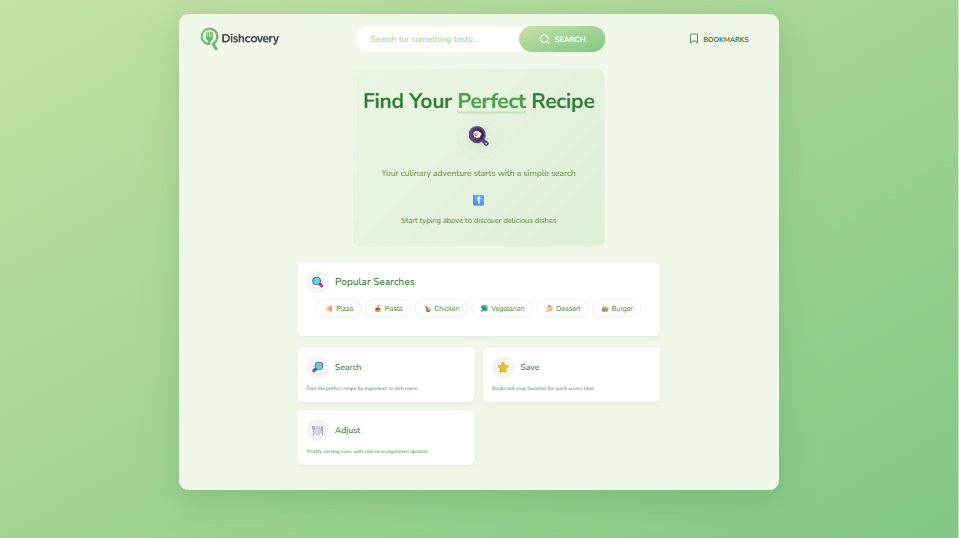 Dishcovery
Search for something tasty...
SEARCH
BOOKMARKS
Find Your Perfect Recipe
Your culinary adventure starts with a simple search
Start typing above to discover delicious dishes
Popular Searches
Pizza
Pasta
Chicken
Vegetarian
Dessert
Burger
Search
Save
Find the perfect recipe by ingredient or dish name
Bookmark your favorites for quick access later
Adjust
Modify serving sizes with real-time ingredient updates